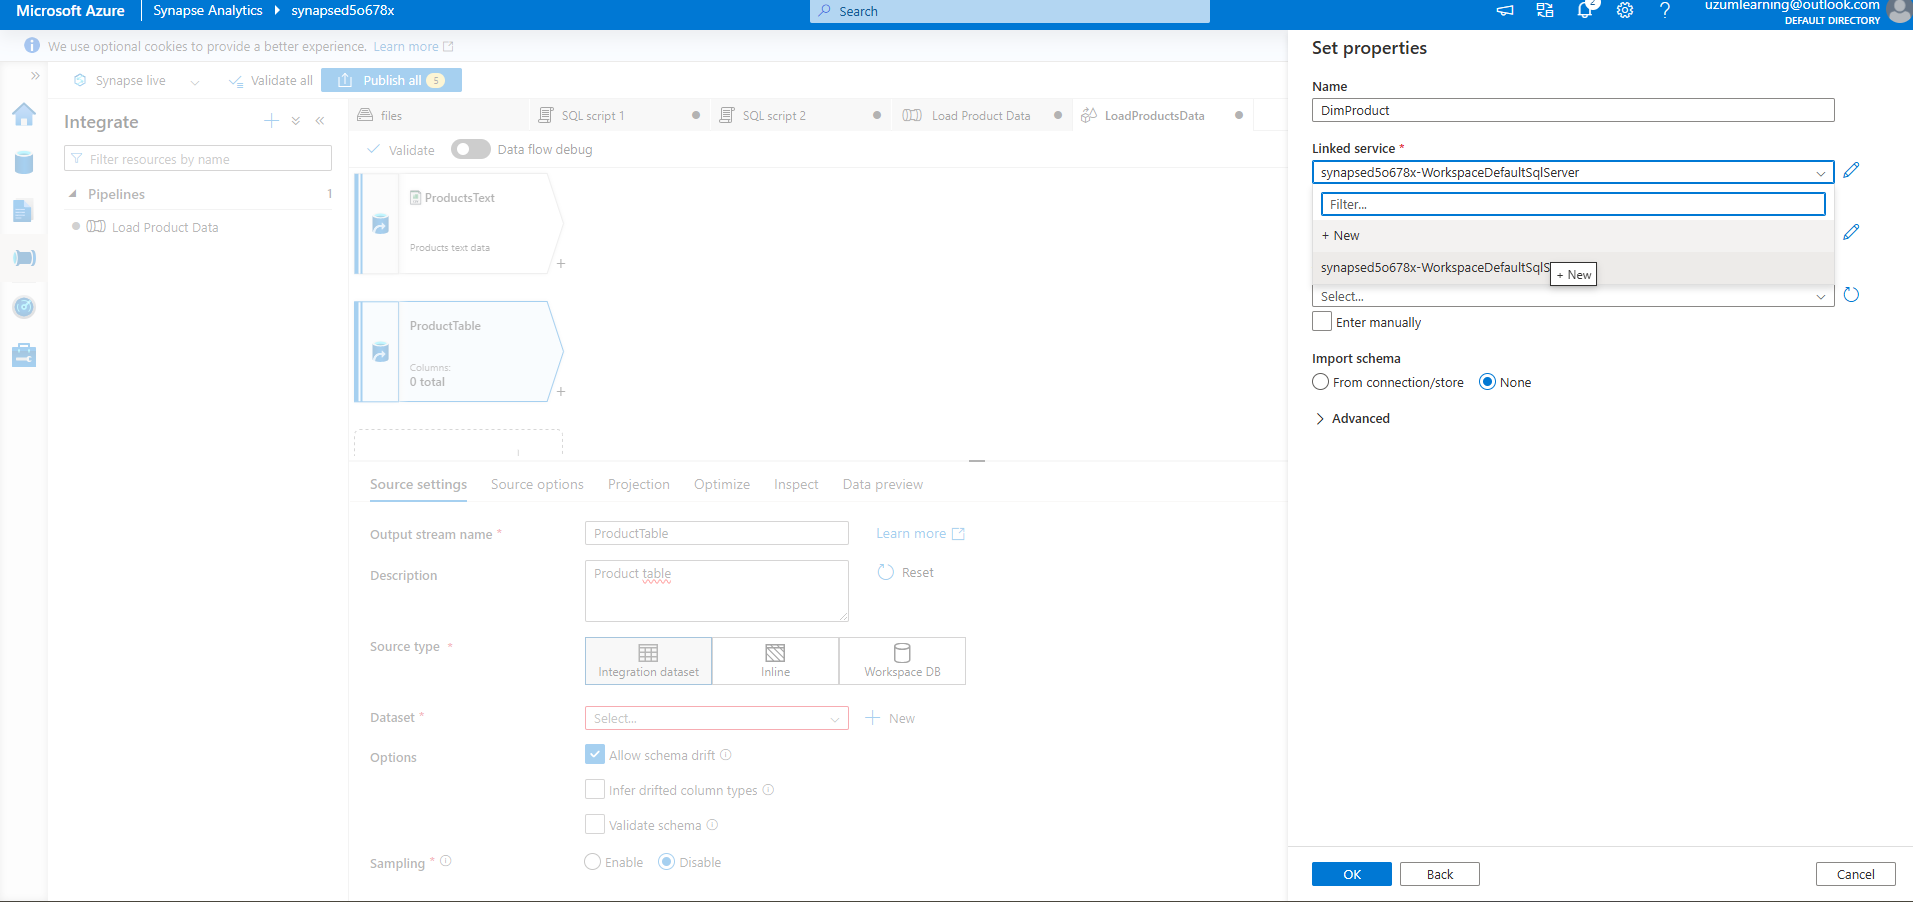 Microsoft Azure
Synapse Analytics
synapsed5o678x
Search
2
uzumlearning@outlook.com
DEFAULT DIRECTORY
We use optional cookies to provide a better experience. Learn more
Synapse live
Validate all
Publish all 5
Integrate
Filter resources by name
Pipelines 1
Load Product Data
files
SQL script 1
SQL script 2
Load Product Data
LoadProductsData
Validate
Data flow debug
ProductsText
Products text data
+
ProductTable
Columns:
0 total
+
Source settings
Source options
Projection
Optimize
Inspect
Data preview
Output stream name *
ProductTable
Learn more
Description
Product table
Reset
Source type *
Integration dataset
Inline
Workspace DB
Dataset *
Select...
New
Options
Allow schema drift
Infer drifted column types
Validate schema
Sampling *
Enable
Disable
Set properties
Name
DimProduct
Linked service *
synapsed5o678x-WorkspaceDefaultSqlServer
Filter...
+ New
synapsed5o678x-WorkspaceDefaultSqlS
+ New
Select...
Enter manually
Import schema
From connection/store
None
Advanced
OK
Back
Cancel